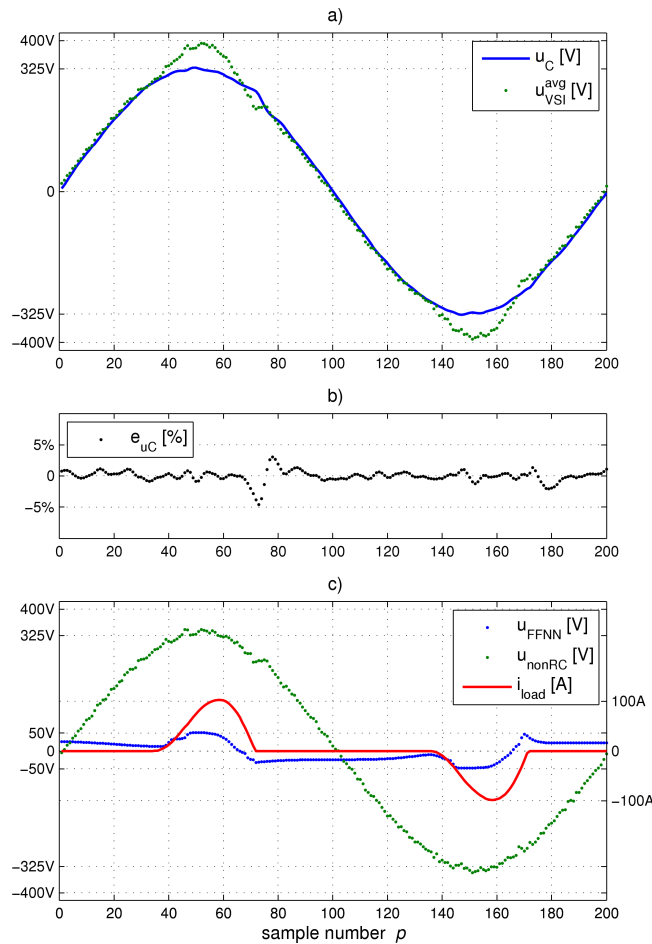 a)
400V
325V
0
−325V
−400V
u_C [V]
u_VSI^avg [V]
0 20 40 60 80 100 120 140 160 180 200
b)
5%
0
−5%
e_uC [%]
0 20 40 60 80 100 120 140 160 180 200
c)
400V
325V
50V
0
−50V
−325V
−400V
u_FFNN [V]
u_nonRC [V]
i_load [A]
100A
0
−100A
0 20 40 60 80 100 120 140 160 180 200
sample number p